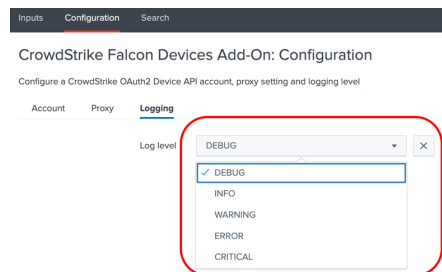 Inputs Configuration Search
CrowdStrike Falcon Devices Add-On: Configuration
Configure a CrowdStrike OAuth2 Device API account, proxy setting and logging level
Account Proxy Logging
Log level DEBUG
DEBUG
INFO
WARNING
ERROR
CRITICAL